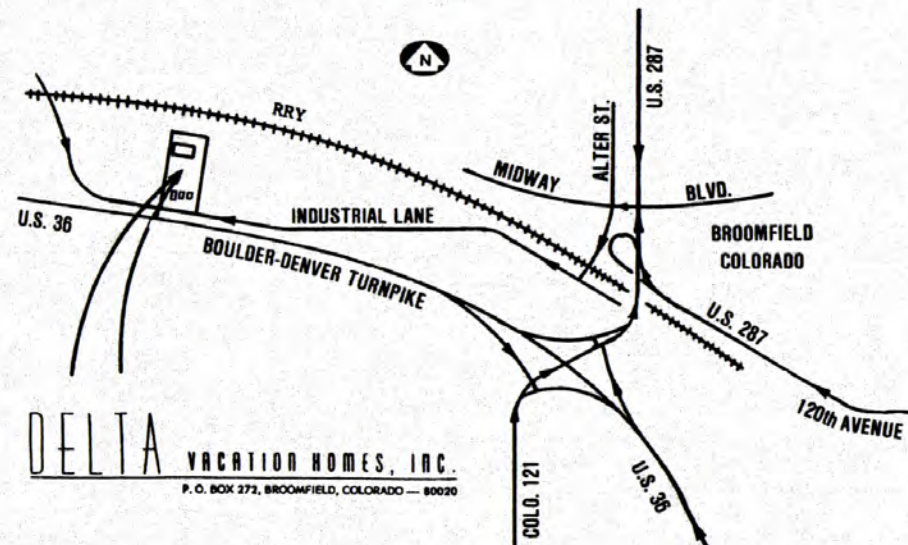 N
U.S. 287
RRY
ALTER ST.
MIDWAY
BLVD.
INDUSTRIAL LANE
U.S. 36
BROOMFIELD
COLORADO
BOULDER-DENVER TURNPIKE
U.S. 287
120th AVENUE
DELTA VACATION HOMES, INC.
P. O. BOX 272, BROOMFIELD, COLORADO — 80020
COLO. 121
U.S. 36